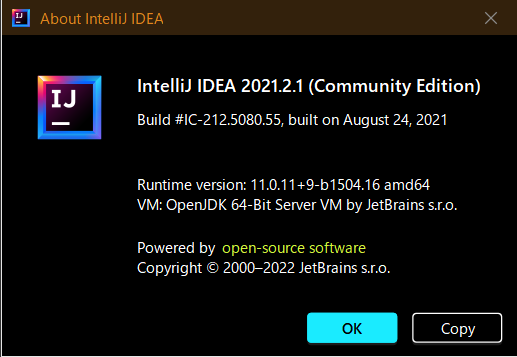 About IntelliJ IDEA
IJ
IntelliJ IDEA 2021.2.1 (Community Edition)
Build #IC-212.5080.55, built on August 24, 2021
Runtime version: 11.0.11+9-b1504.16 amd64
VM: OpenJDK 64-Bit Server VM by JetBrains s.r.o.
Powered by open-source software
Copyright © 2000–2022 JetBrains s.r.o.
OK Copy